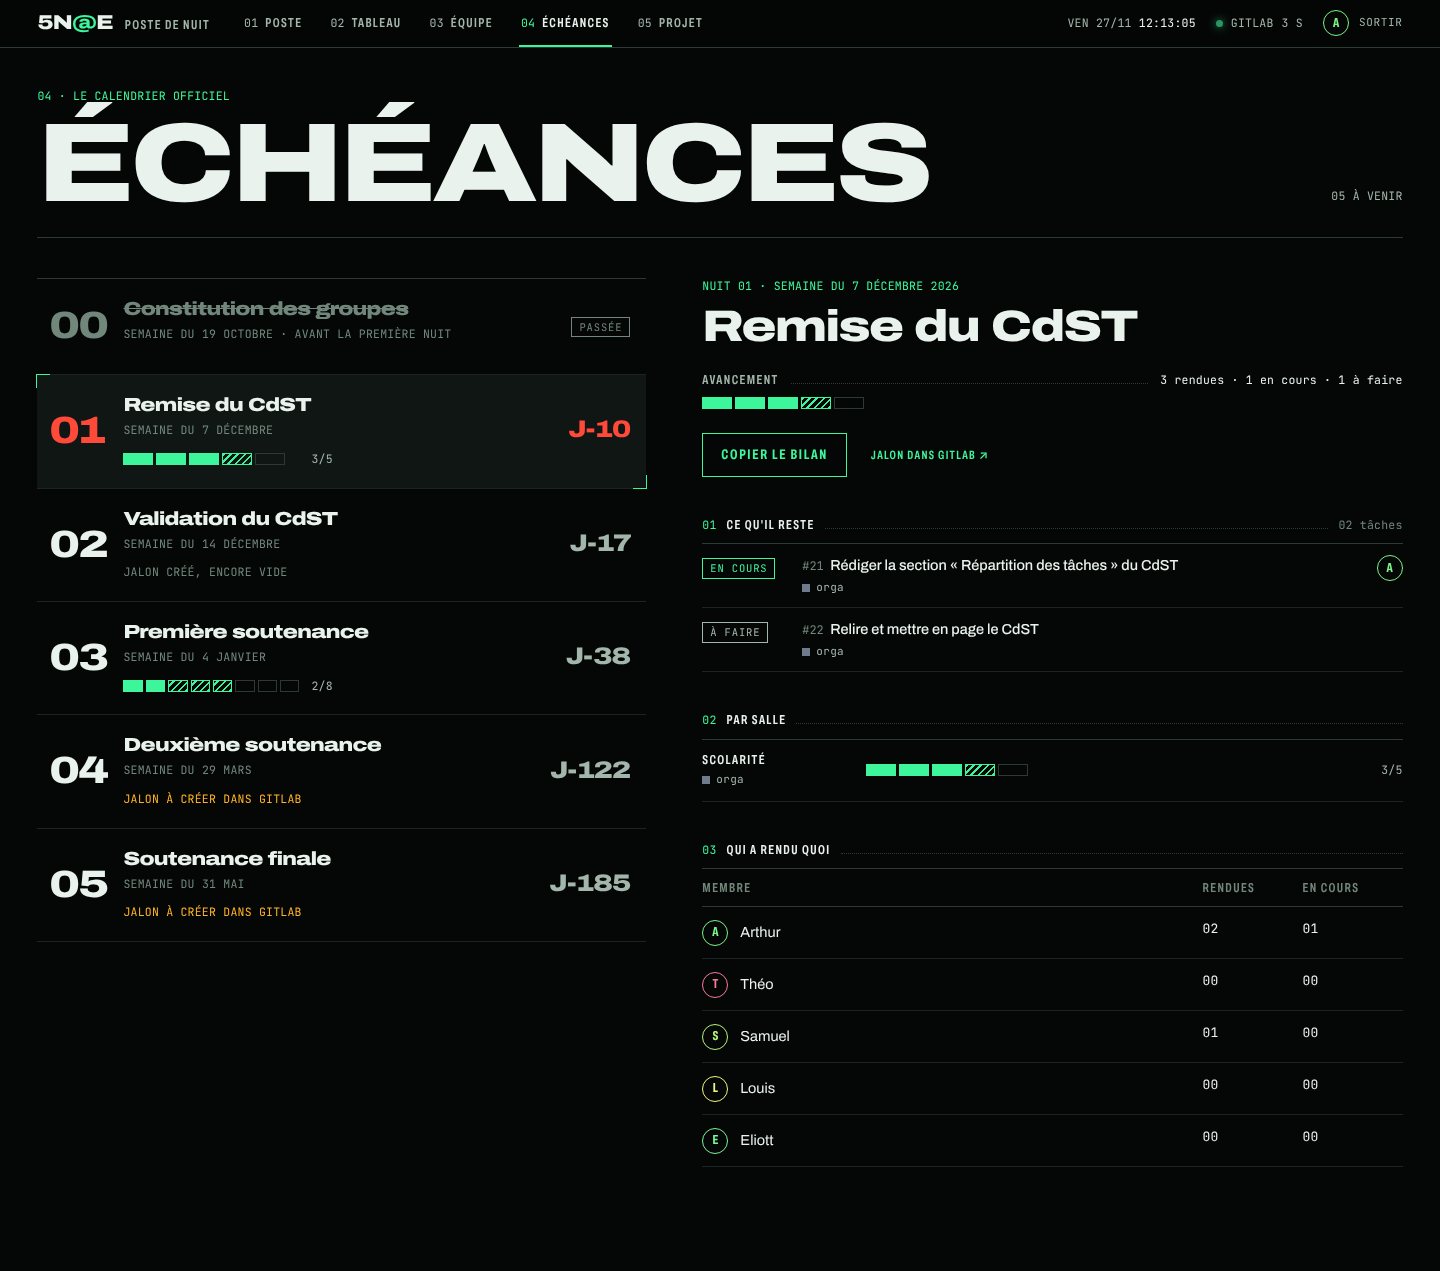 5N@E POSTE DE NUIT 01 POSTE 02 TABLEAU 03 ÉQUIPE 04 ÉCHÉANCES 05 PROJET VEN 27/11 12:13:05 GITLAB 3 S A SORTIR
04 · LE CALENDRIER OFFICIEL
ÉCHÉANCES
05 À VENIR
00 Constitution des groupes
SEMAINE DU 19 OCTOBRE · AVANT LA PREMIÈRE NUIT
PASSÉE
01 Remise du CdST
SEMAINE DU 7 DÉCEMBRE
3/5
J-10
02 Validation du CdST
SEMAINE DU 14 DÉCEMBRE
JALON CRÉÉ, ENCORE VIDE
J-17
03 Première soutenance
SEMAINE DU 4 JANVIER
2/8
J-38
04 Deuxième soutenance
SEMAINE DU 29 MARS
JALON À CRÉER DANS GITLAB
J-122
05 Soutenance finale
SEMAINE DU 31 MAI
JALON À CRÉER DANS GITLAB
J-185
NUIT 01 · SEMAINE DU 7 DÉCEMBRE 2026
Remise du CdST
AVANCEMENT 3 rendues · 1 en cours · 1 à faire
COPIER LE BILAN JALON DANS GITLAB ↗
01 CE QU'IL RESTE 02 tâches
EN COURS #21 Rédiger la section « Répartition des tâches » du CdST A
orga
À FAIRE #22 Relire et mettre en page le CdST
orga
02 PAR SALLE
SCOLARITÉ
orga
3/5
03 QUI A RENDU QUOI
MEMBRE RENDUES EN COURS
A Arthur 02 01
T Théo 00 00
S Samuel 01 00
L Louis 00 00
E Eliott 00 00